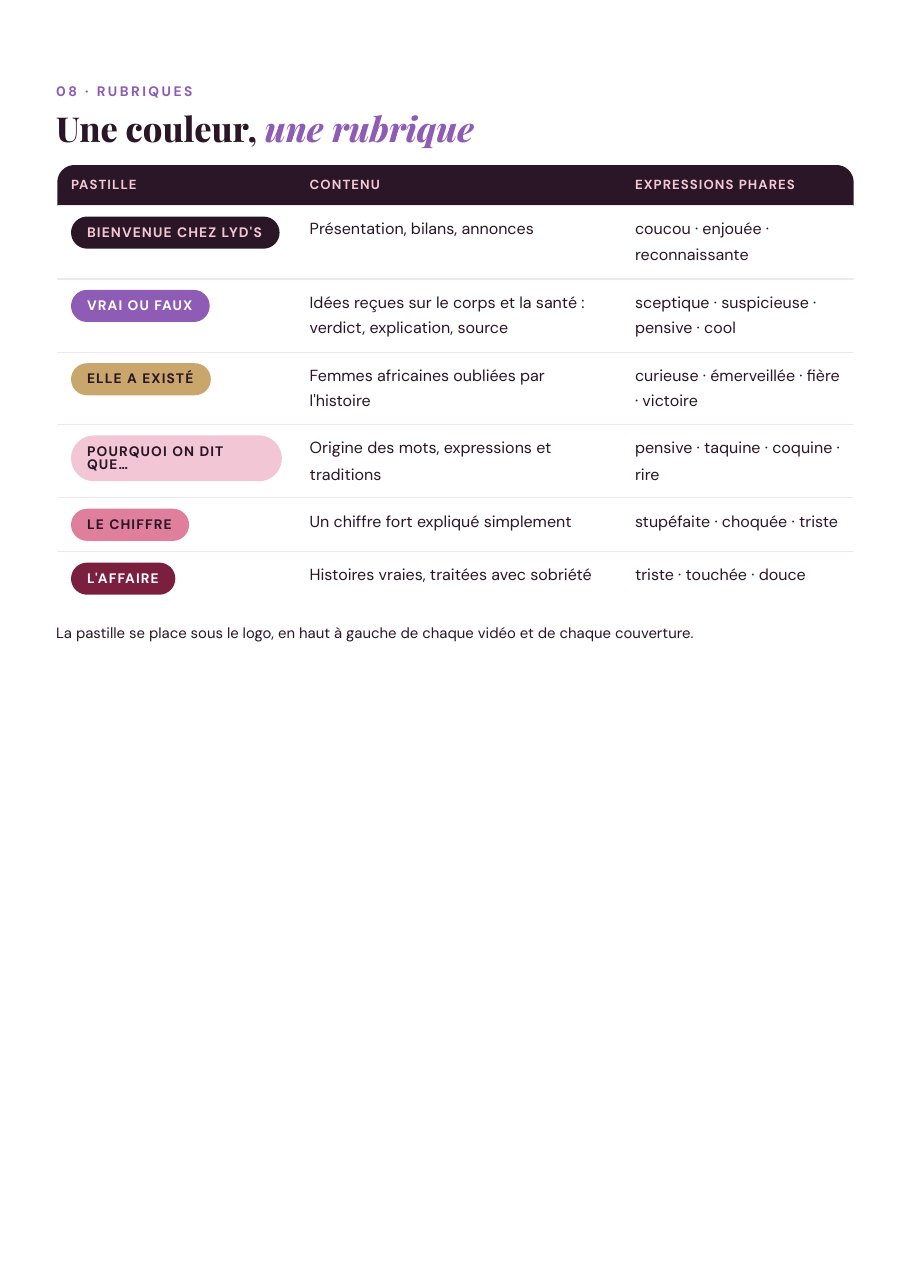 08 · RUBRIQUES
Une couleur, une rubrique
PASTILLE CONTENU EXPRESSIONS PHARES
BIENVENUE CHEZ LYD'S Présentation, bilans, annonces coucou · enjouée ·
reconnaissante
VRAI OU FAUX Idées reçues sur le corps et la santé : sceptique · suspicieuse ·
verdict, explication, source pensive · cool
ELLE A EXISTÉ Femmes africaines oubliées par curieuse · émerveillée · fière
l'histoire · victoire
POURQUOI ON DIT Origine des mots, expressions et pensive · taquine · coquine ·
QUE… traditions rire
LE CHIFFRE Un chiffre fort expliqué simplement stupéfaite · choquée · triste
L'AFFAIRE Histoires vraies, traitées avec sobriété triste · touchée · douce
La pastille se place sous le logo, en haut à gauche de chaque vidéo et de chaque couverture.